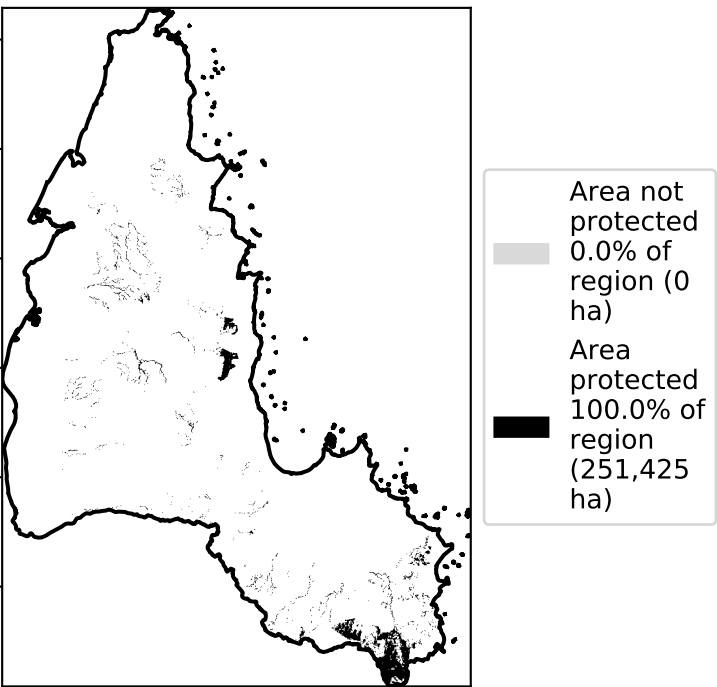 Area not
protected
0.0% of
region (0
ha)
Area
protected
100.0% of
region
(251,425
ha)